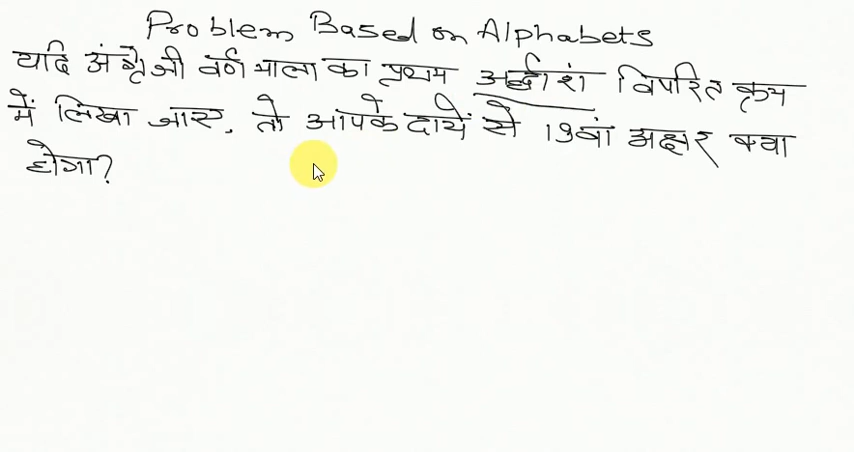 Problem Based on Alphabets
यदि अंग्रेजी वर्णमाला का प्रथम अर्द्धाशं विपरित क्रम
में लिखा जाए, तो आपके दायें से 19वां अक्षर क्या
होगा?